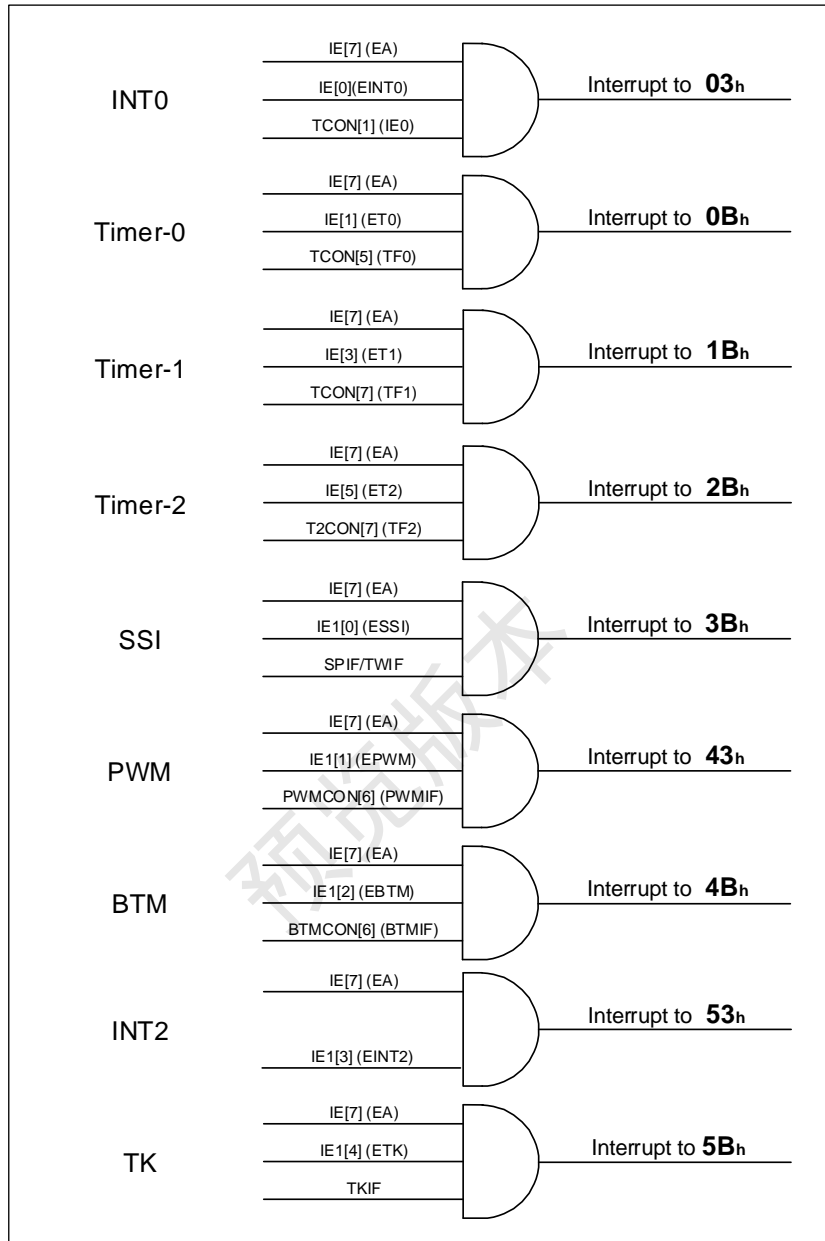 IE[7] (EA)
INT0
IE[0](EINT0)
Interrupt to 03h
TCON[1] (IE0)
IE[7] (EA)
Timer-0
IE[1] (ET0)
Interrupt to 0Bh
TCON[5] (TF0)
IE[7] (EA)
Timer-1
IE[3] (ET1)
Interrupt to 1Bh
TCON[7] (TF1)
IE[7] (EA)
Timer-2
IE[5] (ET2)
Interrupt to 2Bh
T2CON[7] (TF2)
IE[7] (EA)
SSI
IE1[0] (ESSI)
Interrupt to 3Bh
SPIF/TWIF
IE[7] (EA)
PWM
IE1[1] (EPWM)
Interrupt to 43h
PWMCON[6] (PWMIF)
IE[7] (EA)
BTM
IE1[2] (EBTM)
Interrupt to 4Bh
BTMCON[6] (BTMIF)
IE[7] (EA)
INT2
Interrupt to 53h
IE1[3] (EINT2)
IE[7] (EA)
TK
IE1[4] (ETK)
Interrupt to 5Bh
TKIF
预览版本